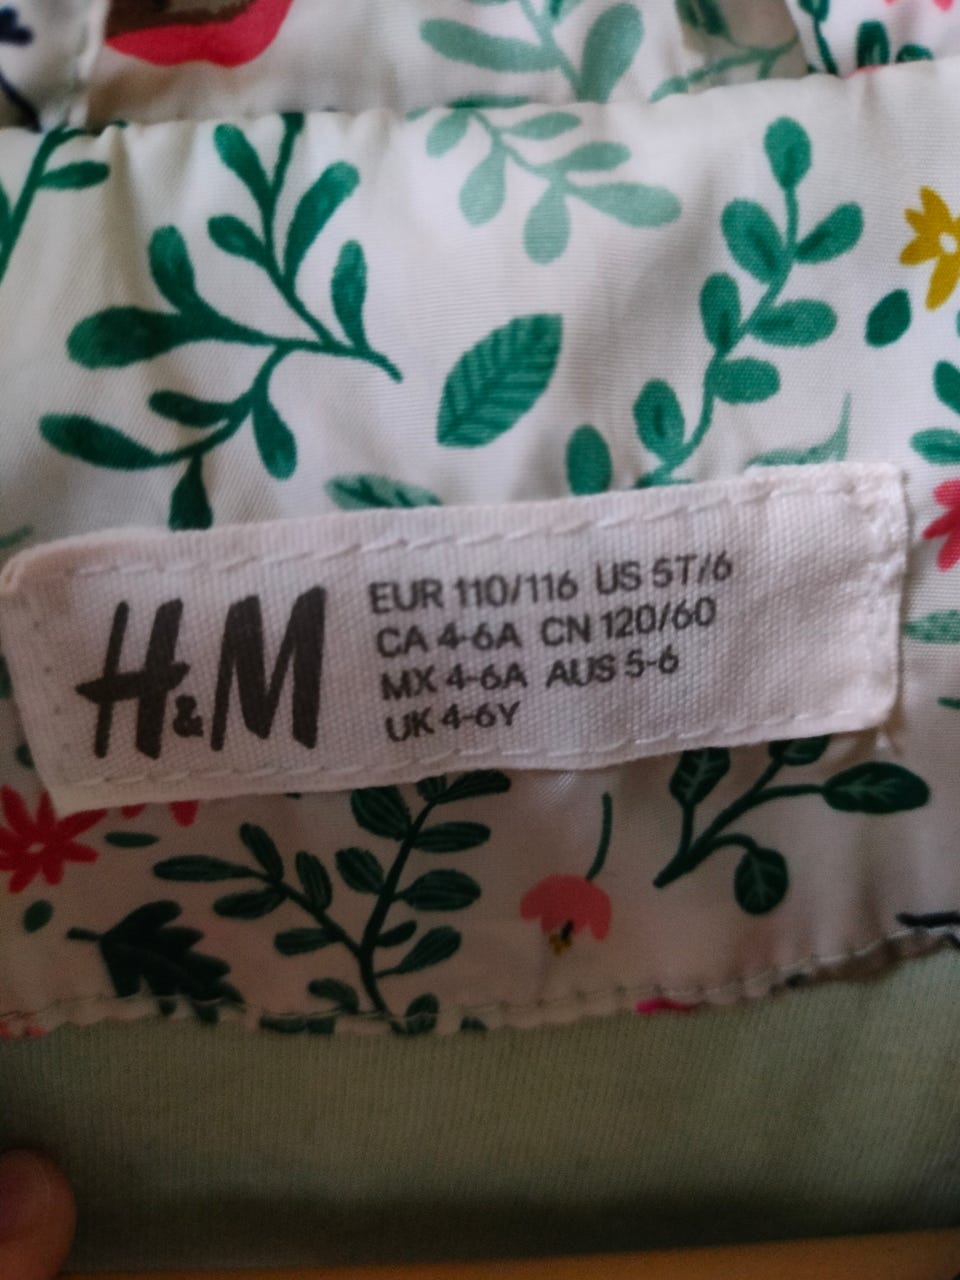 H&M
EUR 110/116 US 5T/6
CA 4-6A CN 120/60
MX 4-6A AUS 5-6
UK 4-6Y